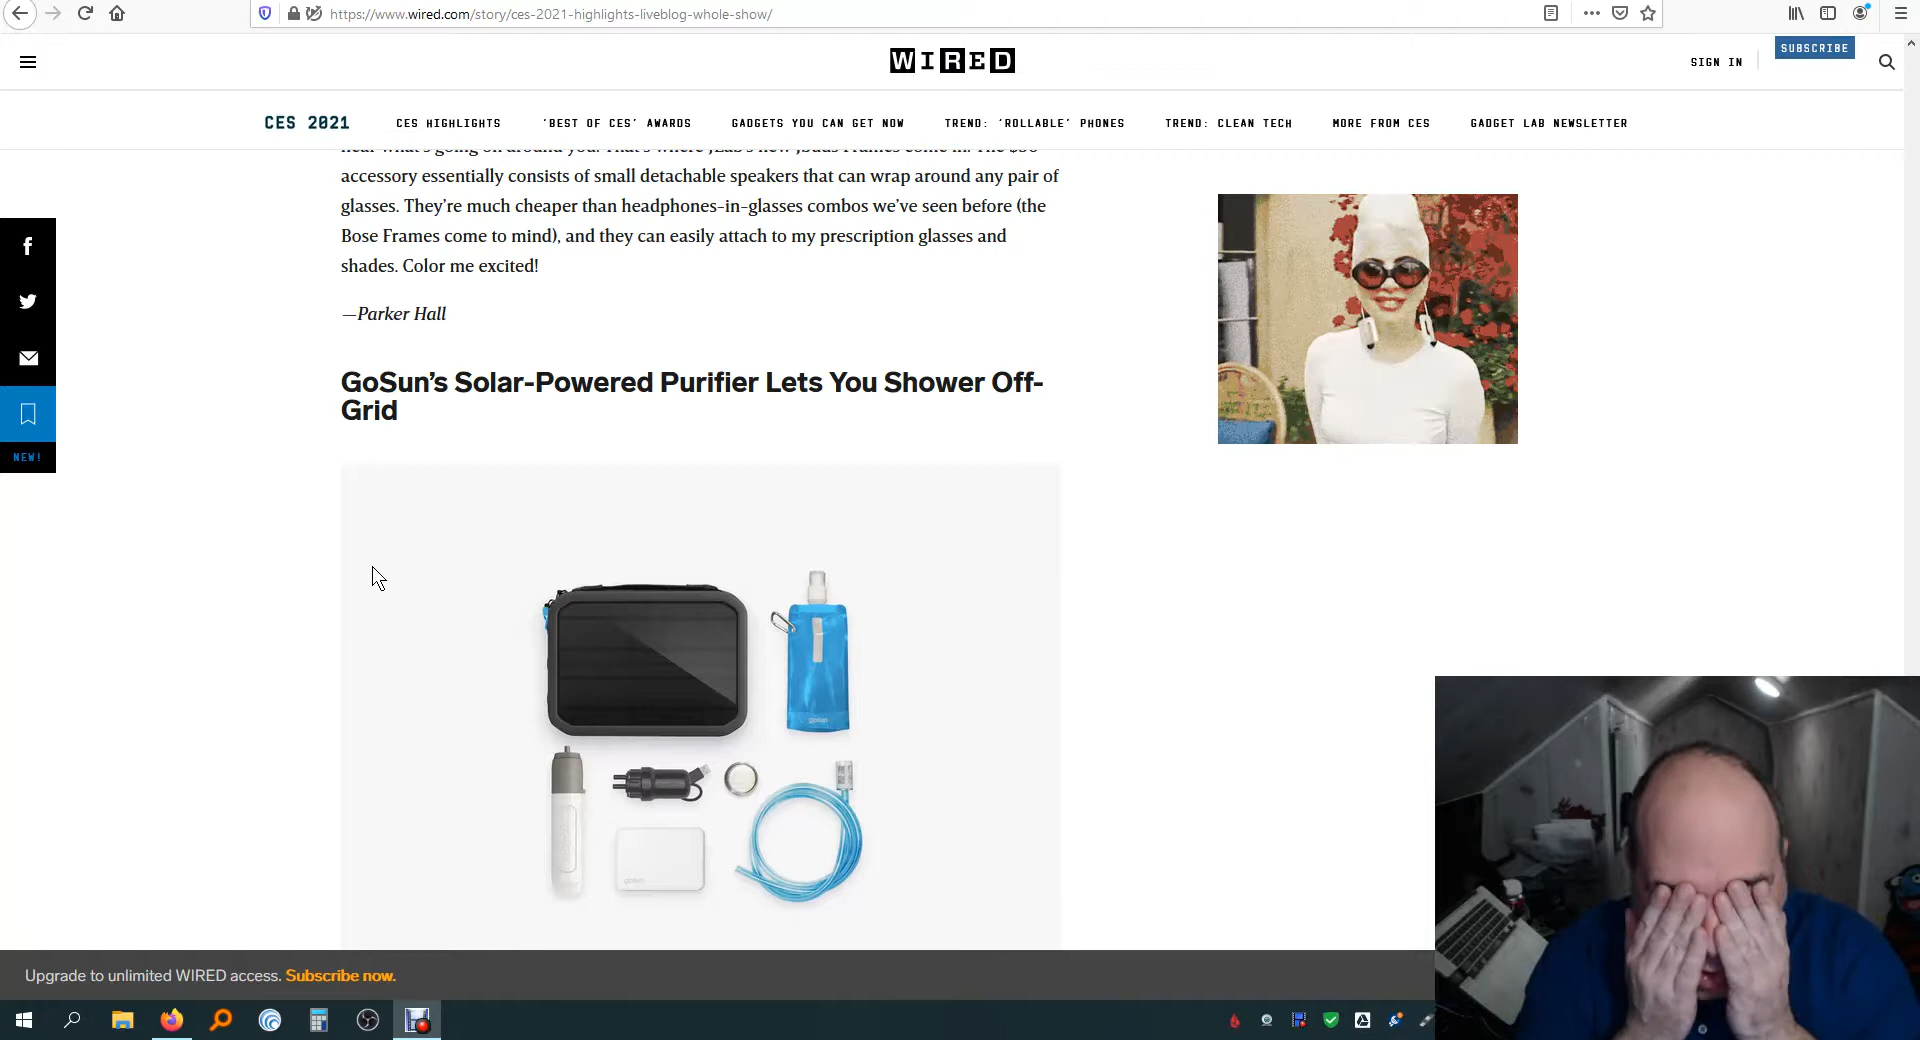 https://www.wired.com/story/ces-2021-highlights-liveblog-whole-show/
WIRED
SIGN IN
SUBSCRIBE
CES 2021
CES HIGHLIGHTS
'BEST OF CES' AWARDS
GADGETS YOU CAN GET NOW
TREND: 'ROLLABLE' PHONES
TREND: CLEAN TECH
MORE FROM CES
GADGET LAB NEWSLETTER
accessory essentially consists of small detachable speakers that can wrap around any pair of
glasses. They're much cheaper than headphones-in-glasses combos we've seen before (the
Bose Frames come to mind), and they can easily attach to my prescription glasses and
shades. Color me excited!
—Parker Hall
NEW!
GoSun's Solar-Powered Purifier Lets You Shower Off-
Grid
gosun
gosun
Upgrade to unlimited WIRED access. Subscribe now.